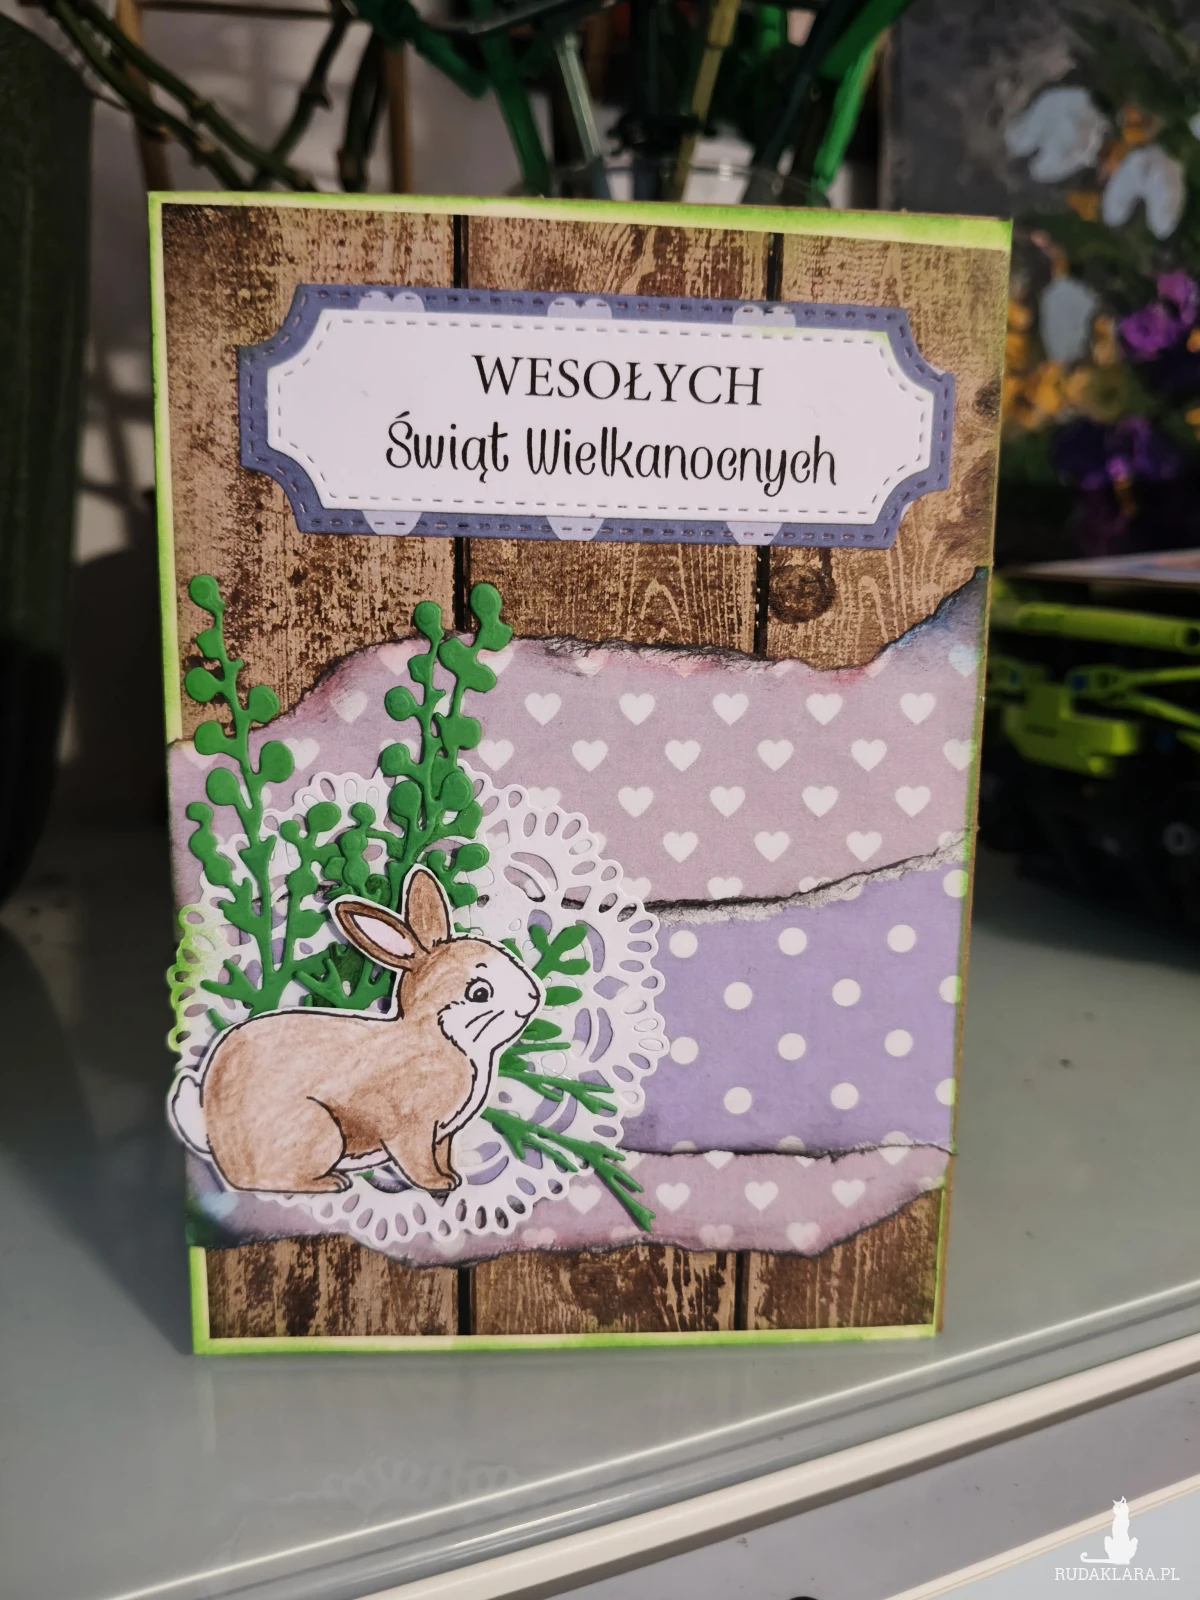 WESOŁYCH
Świąt Wielkanocnych
RUDAKLARA.PL